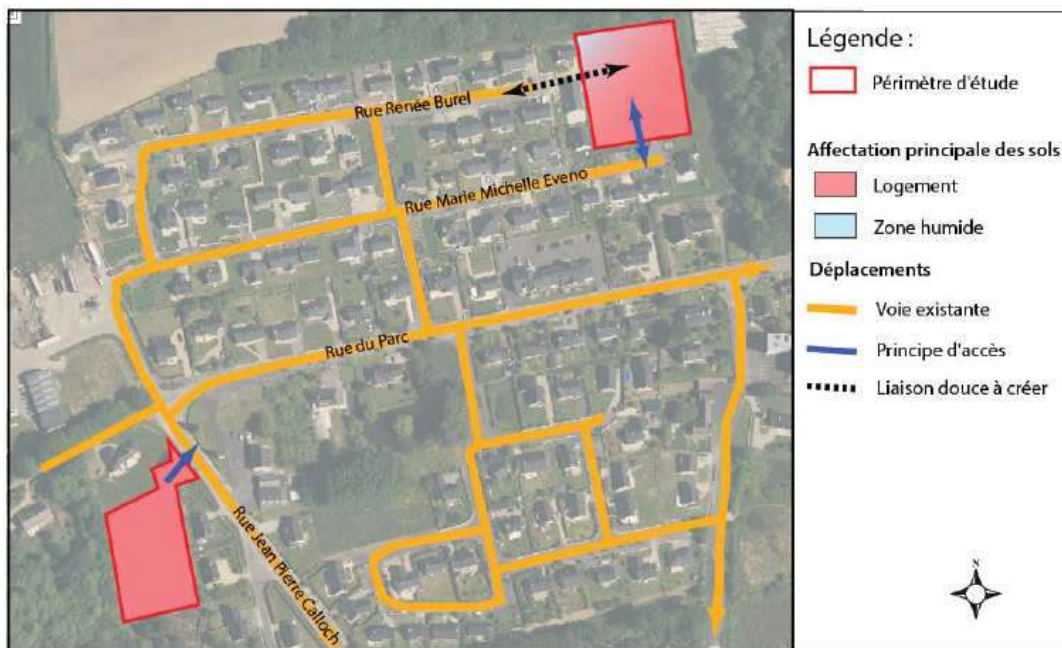 Rue Renée Burel
Rue Marie Michelle Eveno
Rue du Parc
Rue Jean Pierre Calloch
Légende :
Périmètre d'étude
Affectation principale des sols
Logement
Zone humide
Déplacements
Voie existante
Principe d'accès
Liaison douce à créer
N